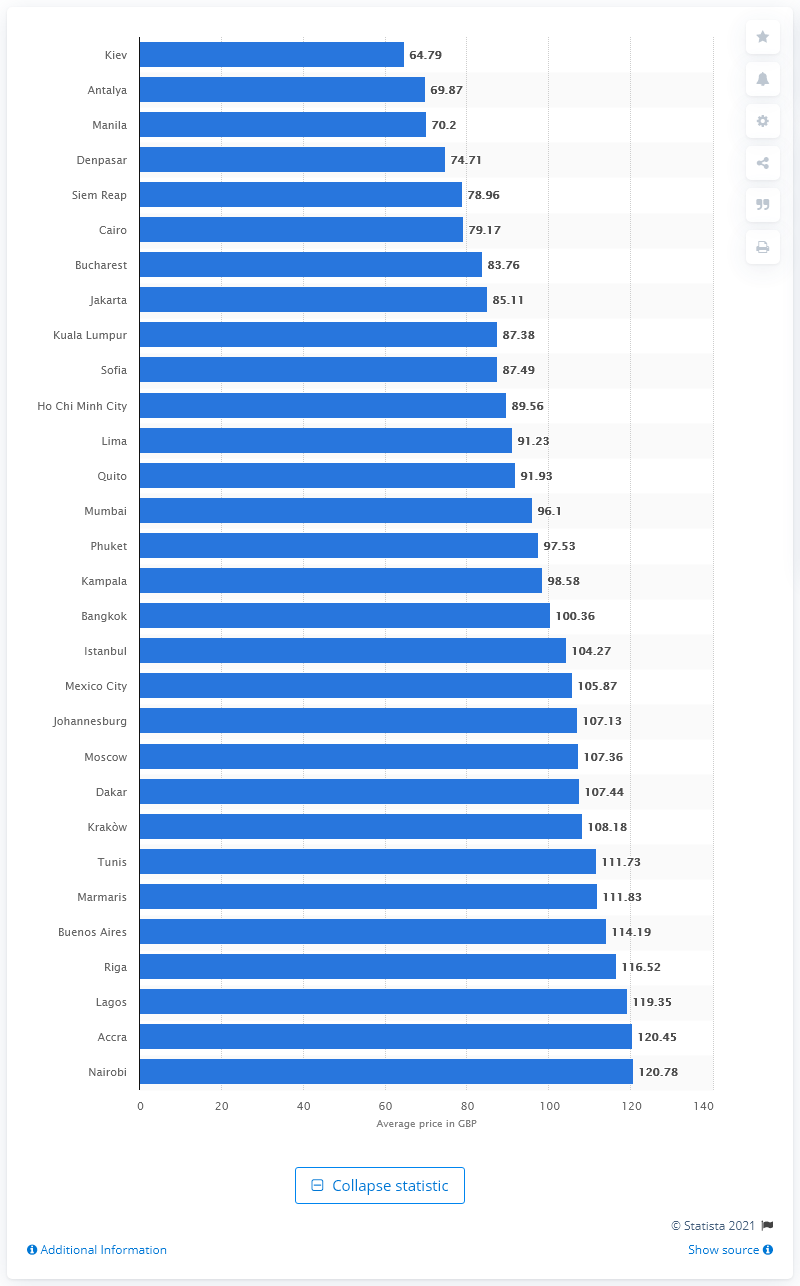 Kiev 64.79
Antalya 69.87
Manila 70.2
Denpasar 74.71
Siem Reap 78.96
Cairo 79.17
Bucharest 83.76
Jakarta 85.11
Kuala Lumpur 87.38
Sofia 87.49
Ho Chi Minh City 89.56
Lima 91.23
Quito 91.93
Mumbai 96.1
Phuket 97.53
Kampala 98.58
Bangkok 100.36
Istanbul 104.27
Mexico City 105.87
Johannesburg 107.13
Moscow 107.36
Dakar 107.44
Krakòw 108.18
Tunis 111.73
Marmaris 111.83
Buenos Aires 114.19
Riga 116.52
Lagos 119.35
Accra 120.45
Nairobi 120.78
0 20 40 60 80 100 120 140
Average price in GBP
Collapse statistic
© Statista 2021
Additional Information Show source